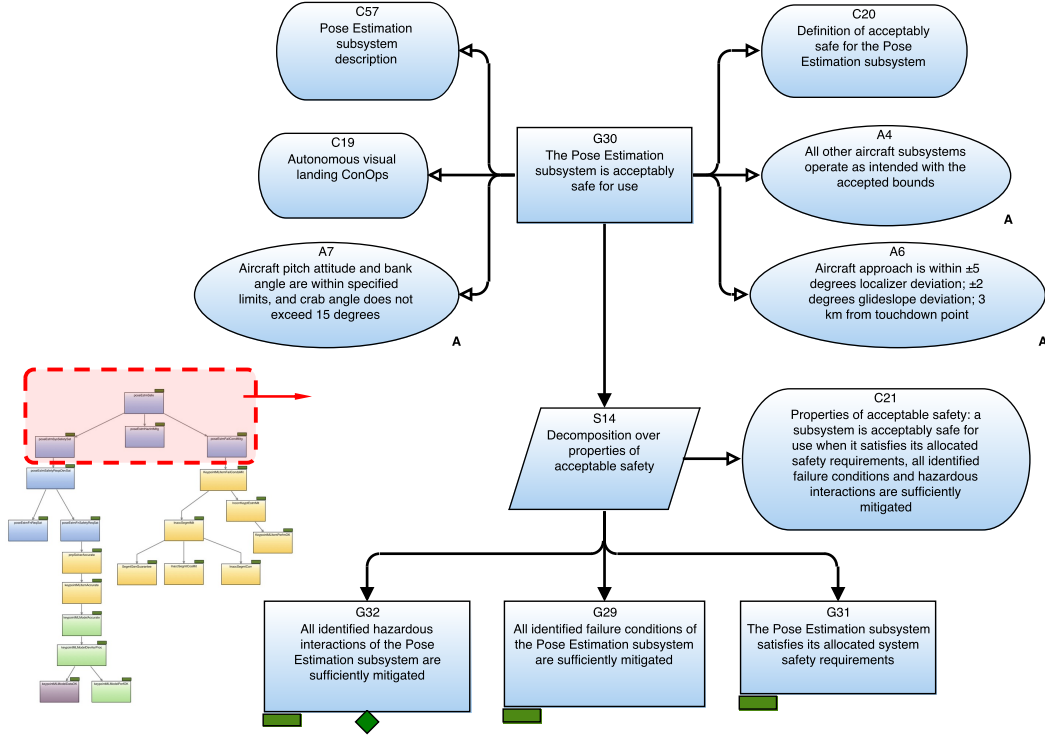 C57
Pose Estimation
subsystem
description
C20
Definition of acceptably
safe for the Pose
Estimation subsystem
C19
Autonomous visual
landing ConOps
G30
The Pose Estimation
subsystem is acceptably
safe for use
A4
All other aircraft subsystems
operate as intended with the
accepted bounds
A
A7
Aircraft pitch attitude and bank
angle are within specified
limits, and crab angle does not
exceed 15 degrees
A
A6
Aircraft approach is within ±5
degrees localizer deviation; ±2
degrees glideslope deviation; 3
km from touchdown point
A
S14
Decomposition over
properties of
acceptable safety
C21
Properties of acceptable safety: a
subsystem is acceptably safe for
use when it satisfies its allocated
safety requirements, all identified
failure conditions and hazardous
interactions are sufficiently
mitigated
G32
All identified hazardous
interactions of the Pose
Estimation subsystem are
sufficiently mitigated
G29
All identified failure conditions of
the Pose Estimation subsystem
are sufficiently mitigated
G31
The Pose Estimation subsystem
satisfies its allocated system
safety requirements